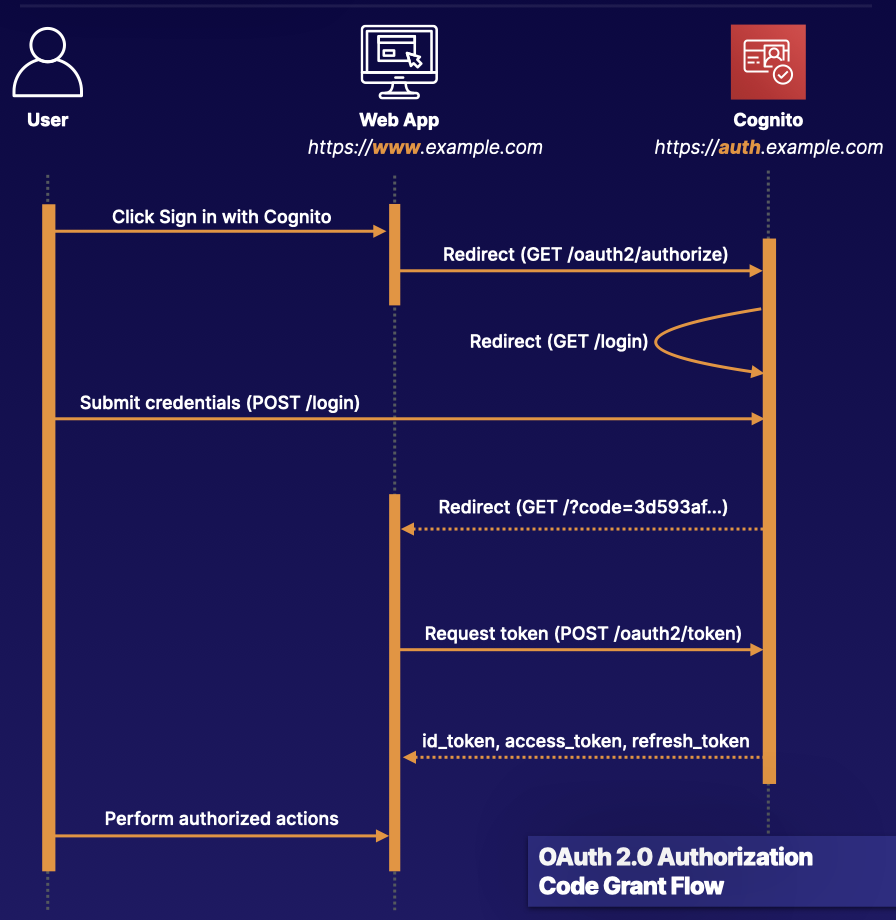 User
Web App
Cognito
https://www.example.com
https://auth.example.com
Click Sign in with Cognito
Redirect (GET /oauth2/authorize)
Redirect (GET /login)
Submit credentials (POST /login)
Redirect (GET /?code=3d593af...)
Request token (POST /oauth2/token)
id_token, access_token, refresh_token
Perform authorized actions
OAuth 2.0 Authorization
Code Grant Flow